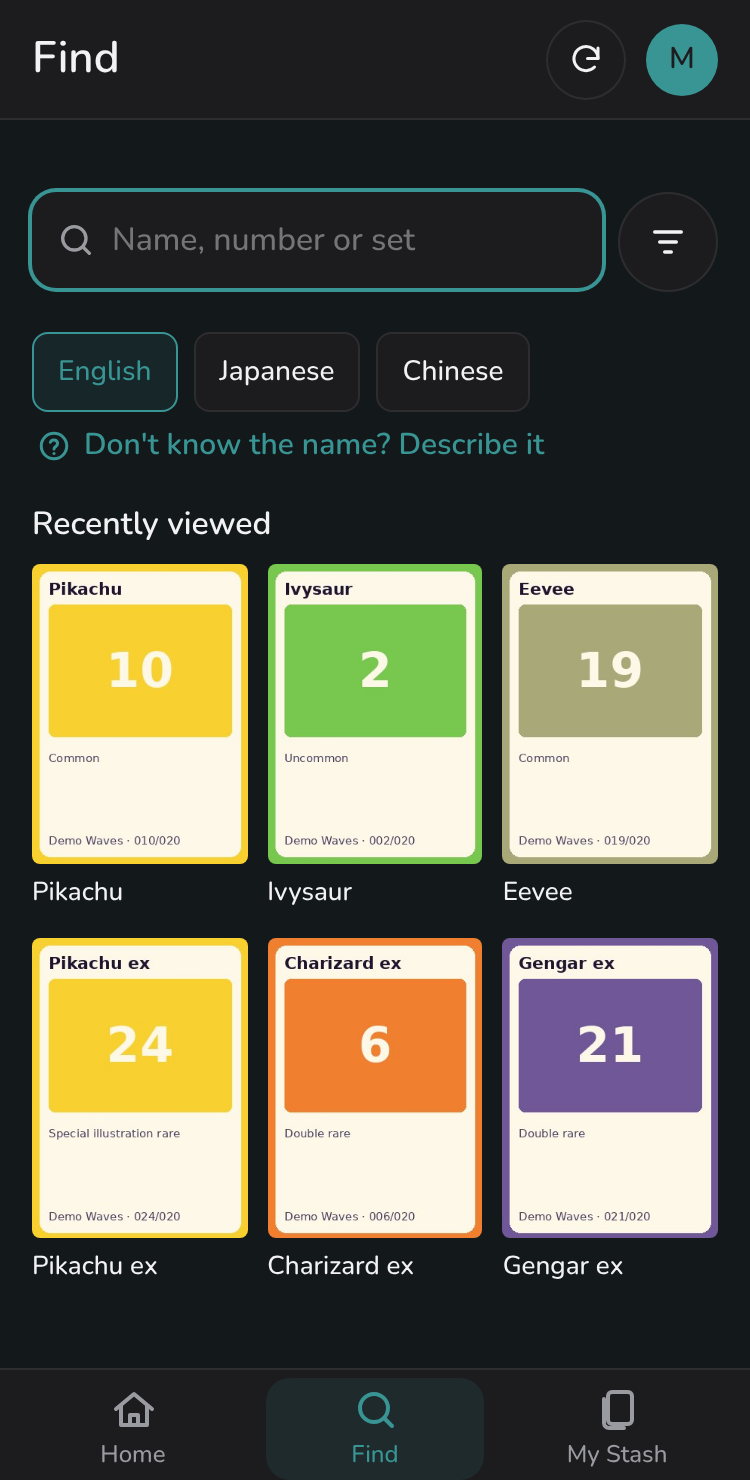 Find
M
Name, number or set
English
Japanese
Chinese
Don't know the name? Describe it
Recently viewed
Pikachu
10
Common
Demo Waves · 010/020
Pikachu
Ivysaur
2
Uncommon
Demo Waves · 002/020
Ivysaur
Eevee
19
Common
Demo Waves · 019/020
Eevee
Pikachu ex
24
Special illustration rare
Demo Waves · 024/020
Pikachu ex
Charizard ex
6
Double rare
Demo Waves · 006/020
Charizard ex
Gengar ex
21
Double rare
Demo Waves · 021/020
Gengar ex
Home
Find
My Stash